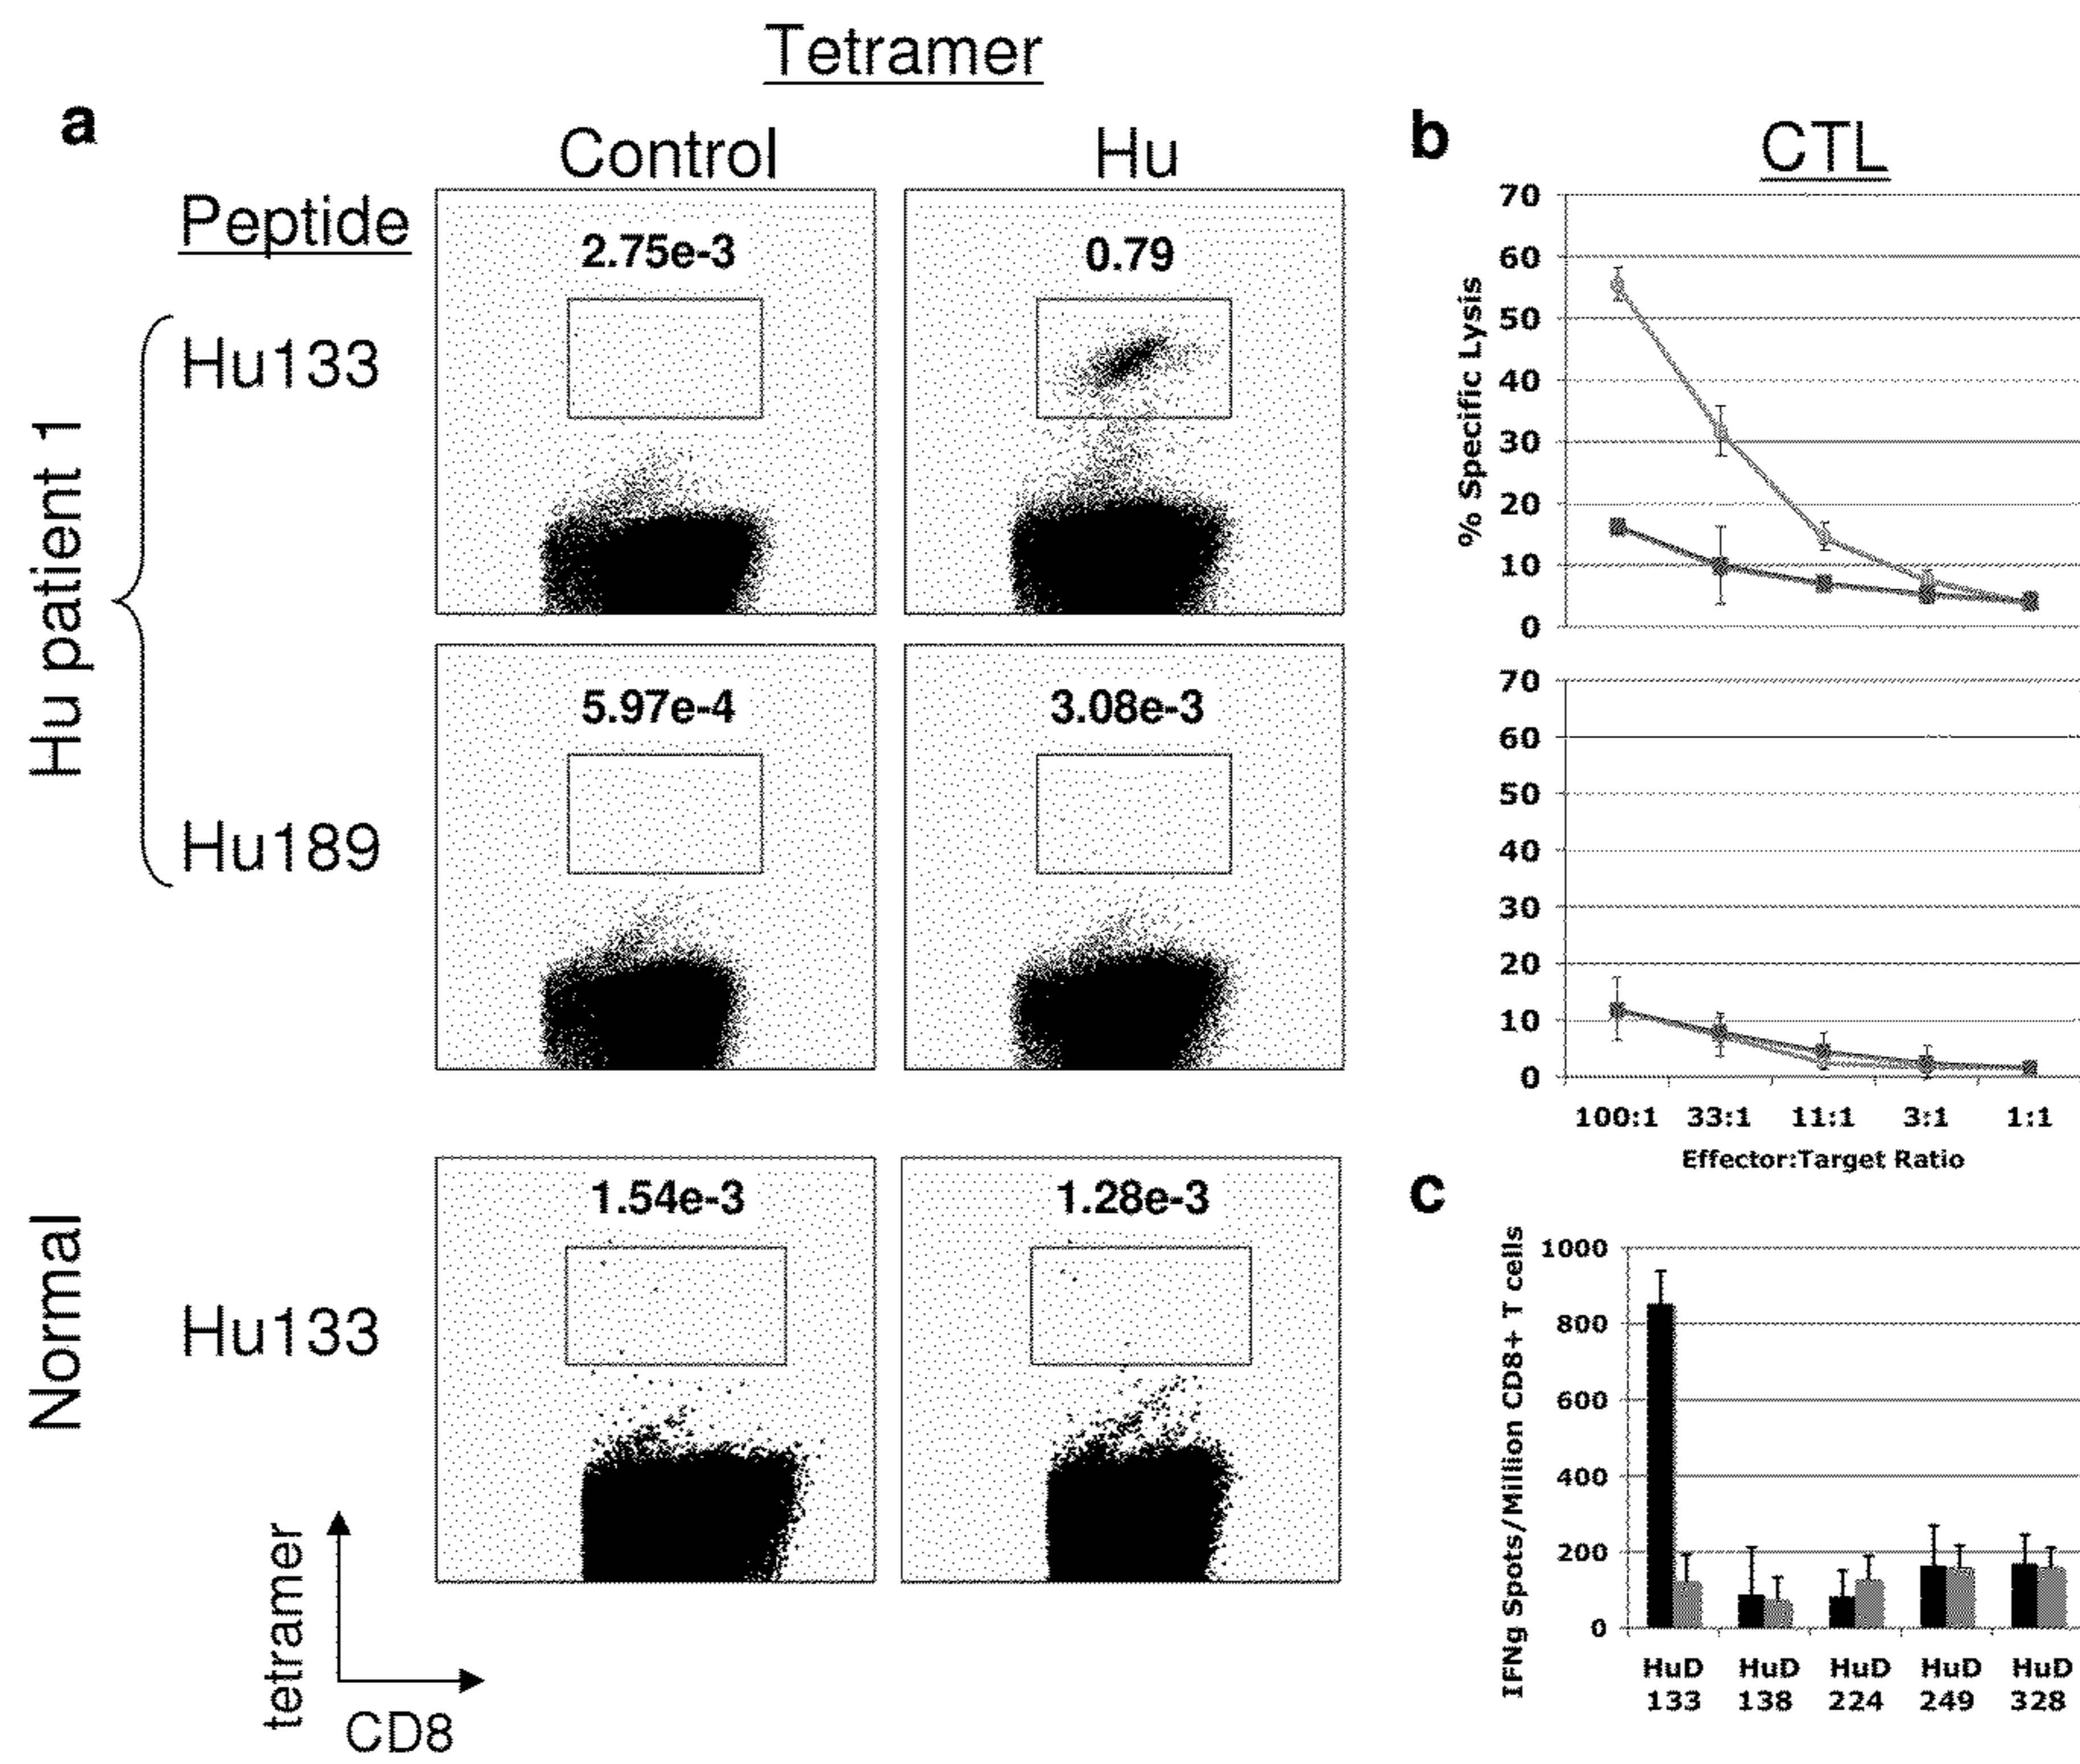 Tetramer
a
Control
Hu
Peptide
Hu patient 1
Hu133
2.75e-3
0.79
Hu189
5.97e-4
3.08e-3
Normal
Hu133
1.54e-3
1.28e-3
tetramer
CD8
b
CTL
% Specific Lysis
70
60
50
40
30
20
10
0
70
60
50
40
30
20
10
0
100:1 33:1 11:1 3:1 1:1
Effector:Target Ratio
c
IFNg Spots/Million CD8+ T cells
1000
800
600
400
200
0
HuD HuD HuD HuD HuD
133 138 224 249 328